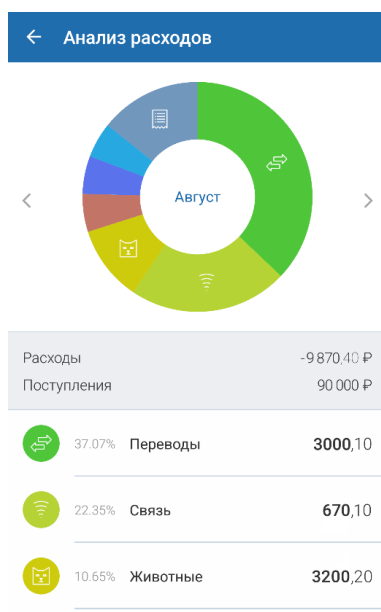 Анализ расходов
Август
Расходы -9 870,40 ₽
Поступления 90 000 ₽
37.07% Переводы 3000,10
22.35% Связь 670,10
10.65% Животные 3200,20